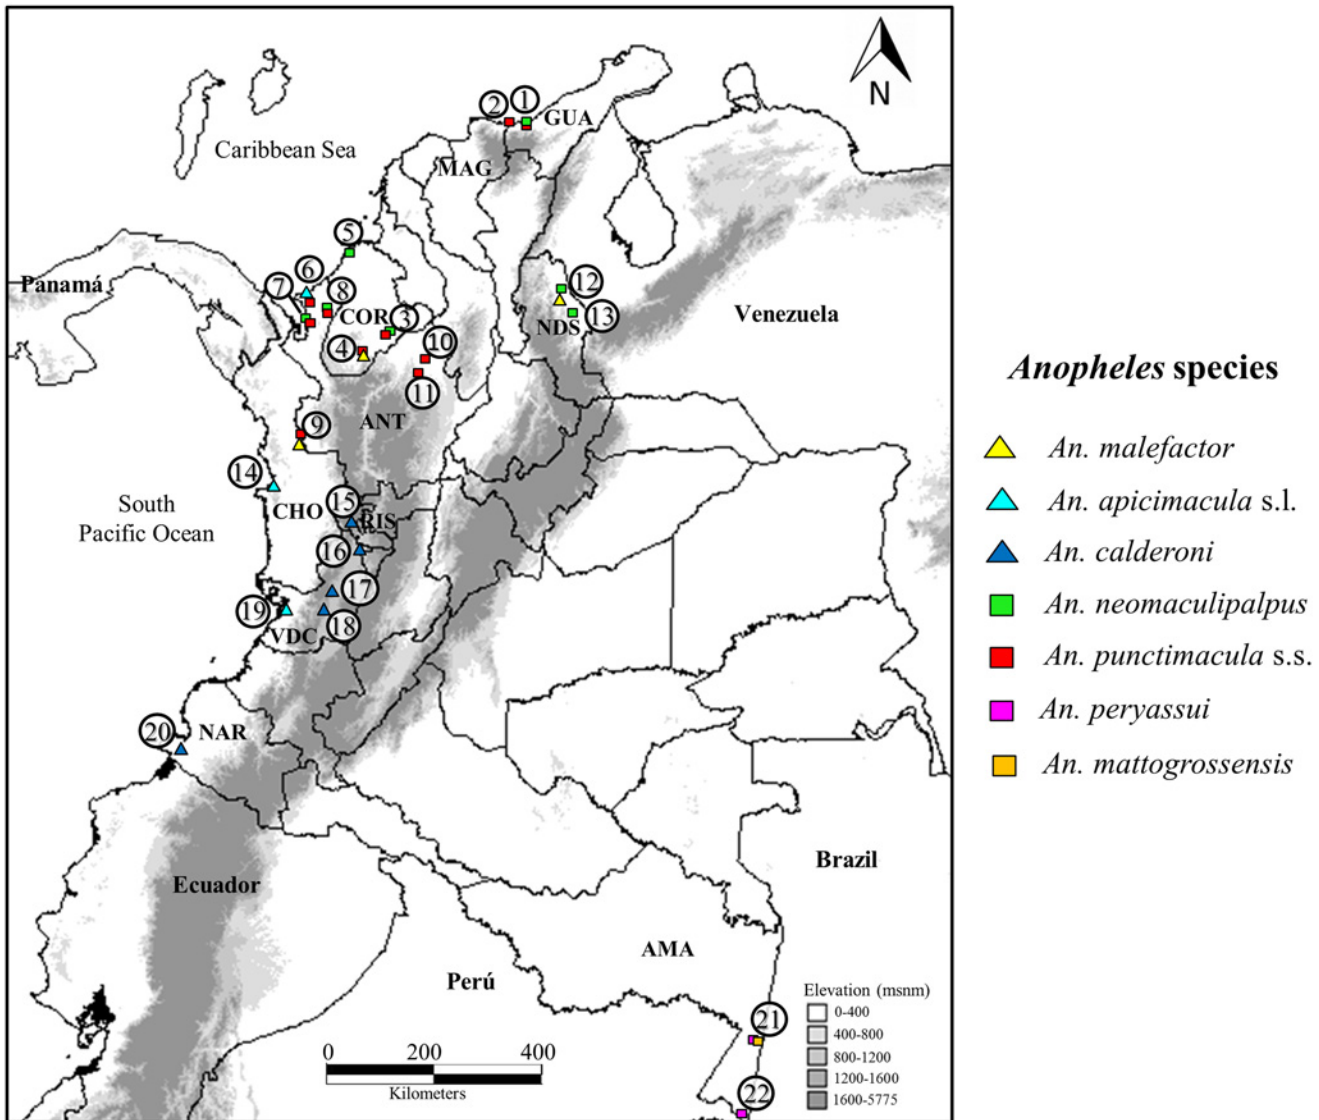 N
2
1
GUA
Caribbean Sea
MAG
5
6
7
8
Panamá
COR
3
12
13
NDS
Venezuela
4
10
11
ANT
9
14
CHO
15
RIS
South
Pacific Ocean
16
17
19
VDC
18
20
NAR
Ecuador
Brazil
AMA
Perú
21
22
0 200 400
Kilometers
Elevation (msnm)
0-400
400-800
800-1200
1200-1600
1600-5775
Anopheles species
An. malefactor
An. apicimacula s.l.
An. calderoni
An. neomaculipalpus
An. punctimacula s.s.
An. peryassui
An. mattogrossensis